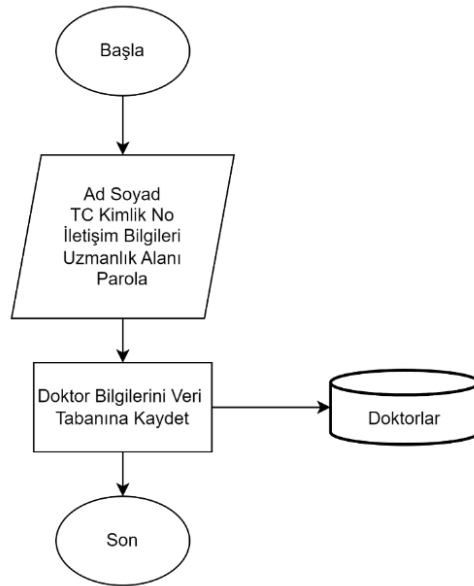 Başla
Ad Soyad
TC Kimlik No
İletişim Bilgileri
Uzmanlık Alanı
Parola
Doktor Bilgilerini Veri
Tabanına Kaydet
Doktorlar
Son